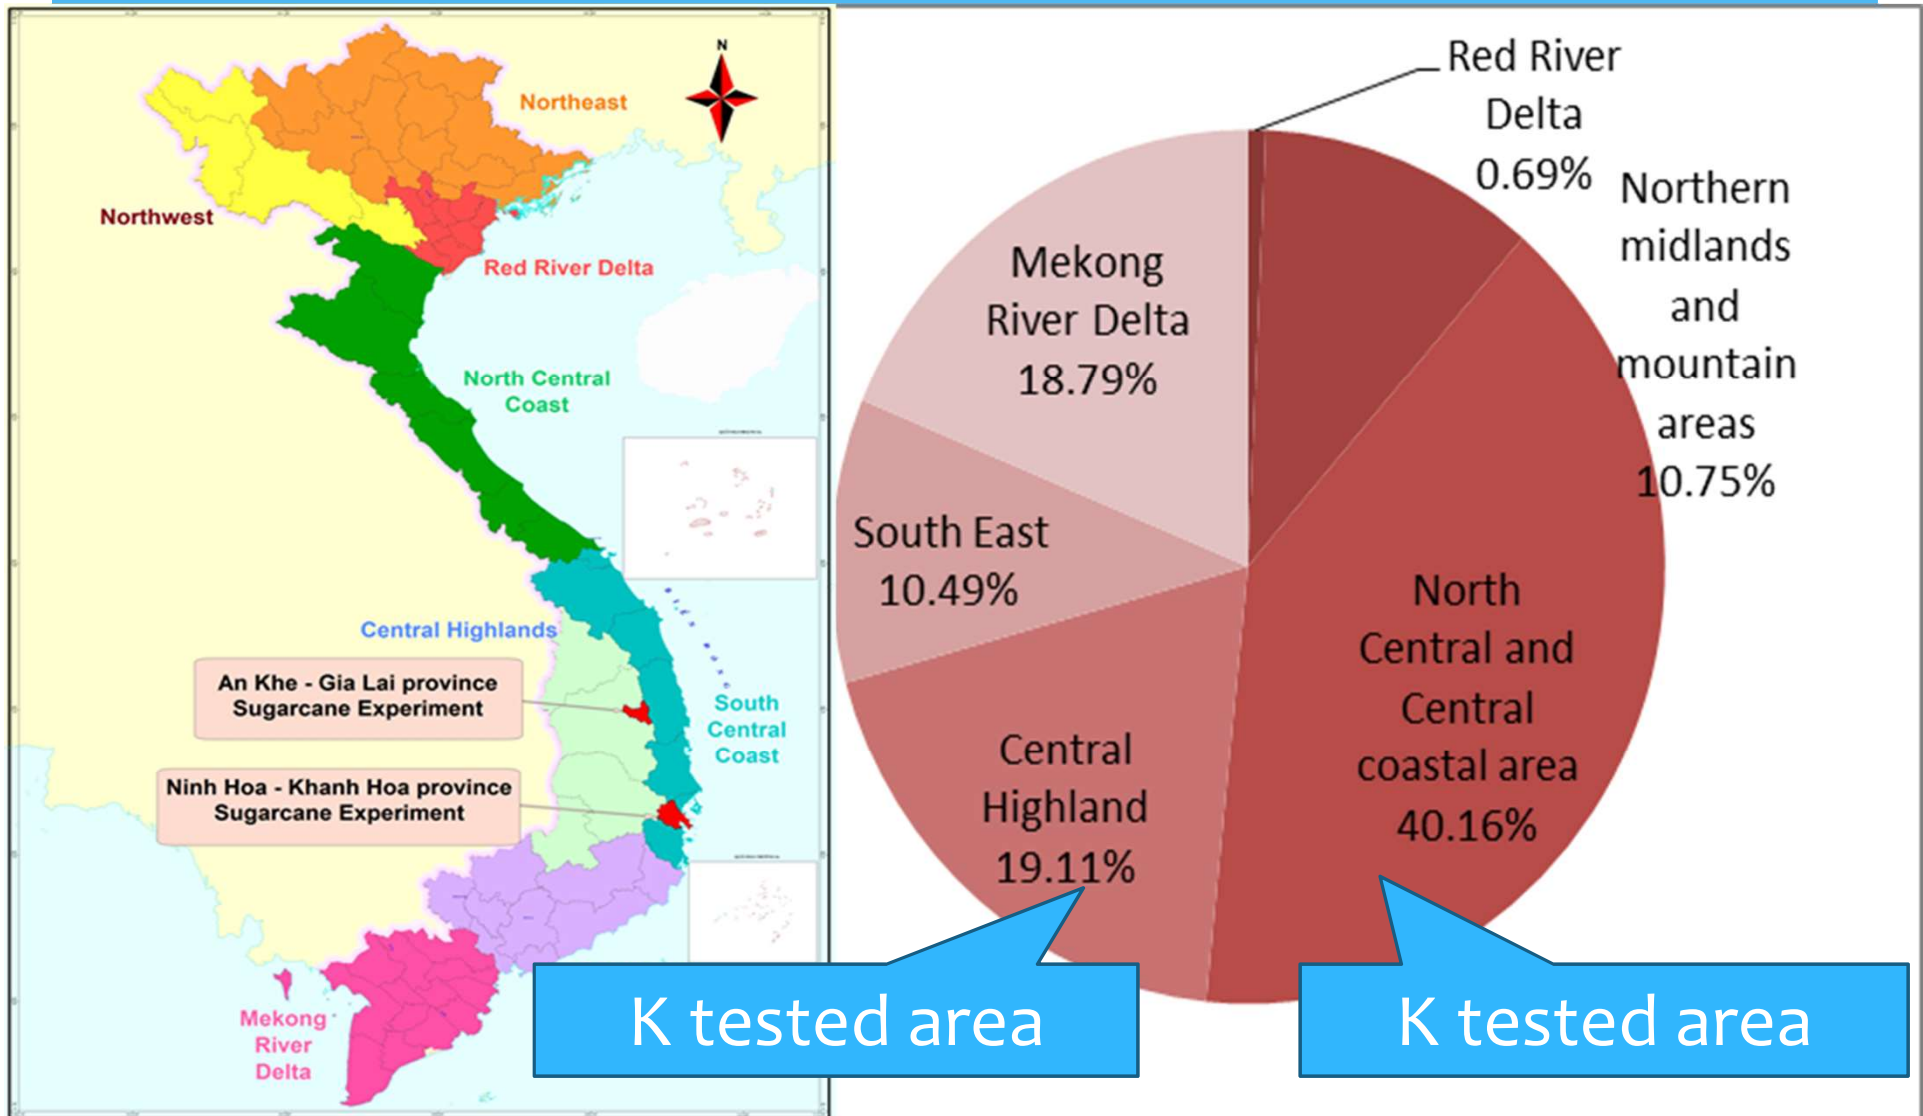 N
Northeast
Northwest
Red River Delta
North Central
Coast
Central Highlands
An Khe - Gia Lai province
Sugarcane Experiment
South
Central
Coast
Ninh Hoa - Khanh Hoa province
Sugarcane Experiment
Mekong
River
Delta
Red River
Delta
0.69%
Northern
midlands
and
mountain
areas
10.75%
Mekong
River Delta
18.79%
South East
10.49%
North
Central and
Central
coastal area
40.16%
Central
Highland
19.11%
K tested area
K tested area